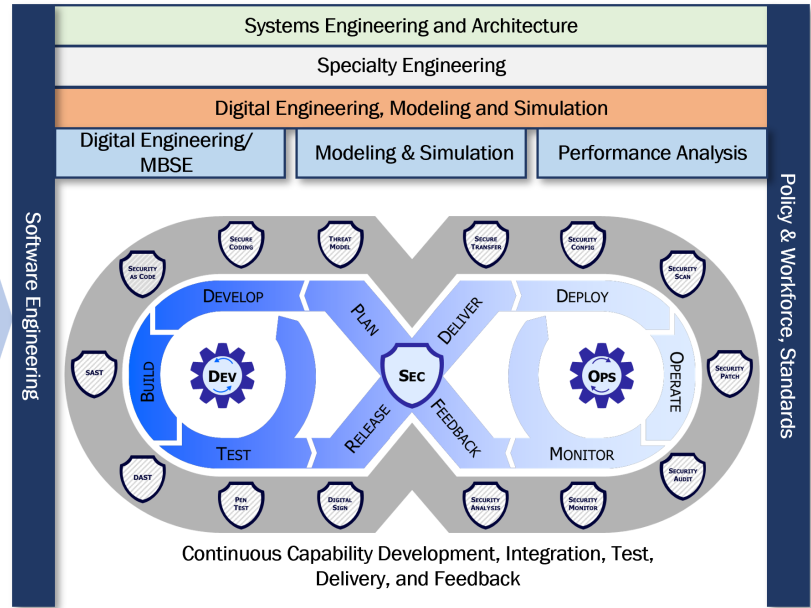 Systems Engineering and Architecture
Specialty Engineering
Digital Engineering, Modeling and Simulation
Digital Engineering/
MBSE
Modeling & Simulation
Performance Analysis
Software Engineering
Policy & Workforce, Standards
SECURE
CODING
THREAT
MODEL
SECURE
TRANSFER
SECURITY
CONFIG
SECURITY
AS CODE
SECURITY
SCAN
DEVELOP
PLAN
DELIVER
DEPLOY
SAST
BUILD
DEV
SEC
OPS
OPERATE
SECURITY
PATCH
TEST
RELEASE
FEEDBACK
MONITOR
DAST
SECURITY
AUDIT
PEN
TEST
DIGITAL
SIGN
SECURITY
ANALYSIS
SECURITY
MONITOR
Continuous Capability Development, Integration, Test,
Delivery, and Feedback